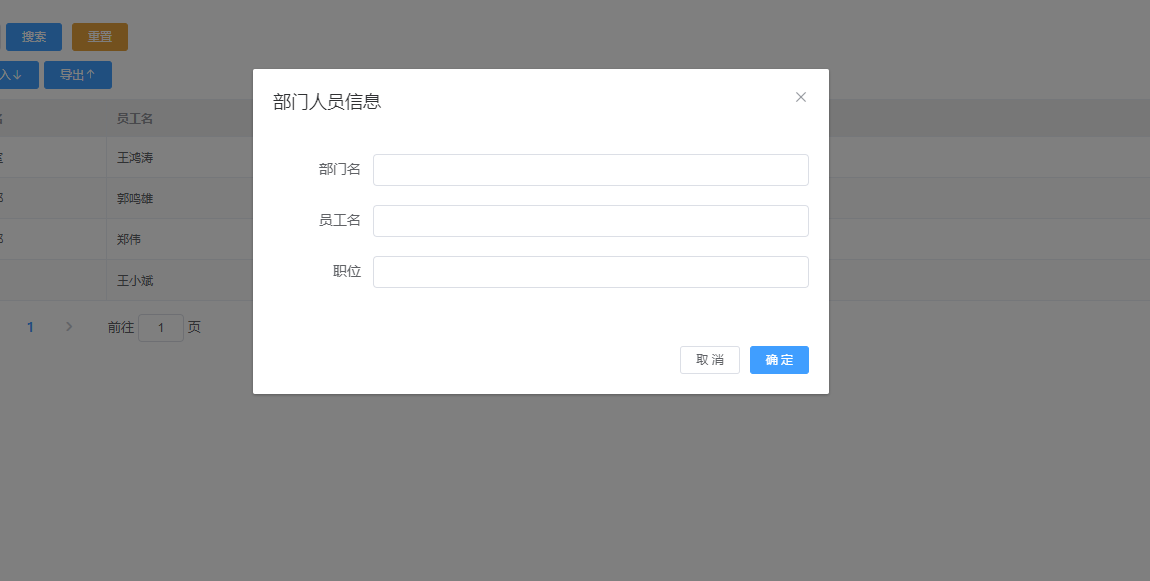 搜索 重置
入↓ 导出↑
部门人员信息
员工名
部门名
王鸿涛
郭鸣雄
员工名
郑伟
职位
王小斌
1 前往 1 页
取 消 确 定